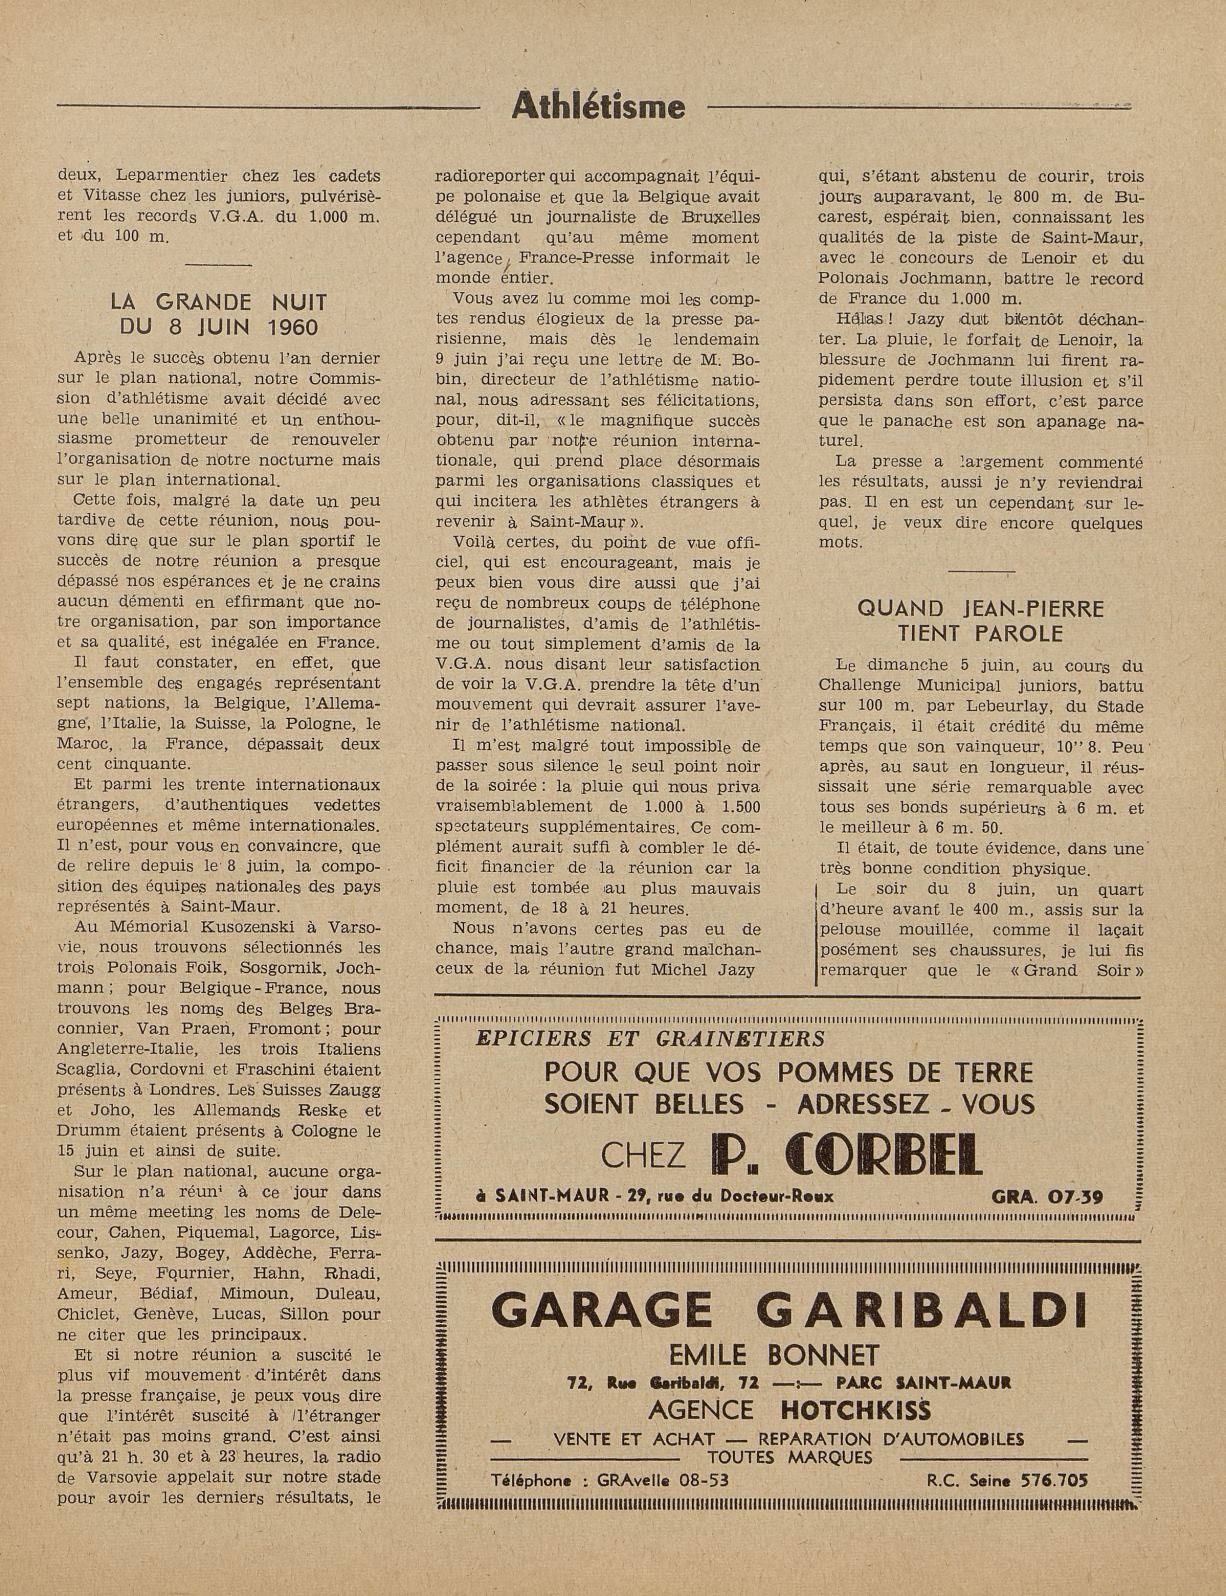 Athlétisme
deux, Leparmentier chez les cadets
et Vitasse chez les juniors, pulvérisè-
rent les records V.G.A. du 1.000 m.
et du 100 m.
LA GRANDE NUIT
DU 8 JUIN 1960
Après le succès obtenu l'an dernier
sur le plan national, notre Commis-
sion d'athlétisme avait décidé avec
une belle unanimité et un enthou-
siasme prometteur de renouveler
l'organisation de notre nocturne mais
sur le plan international.
Cette fois, malgré la date un peu
tardive de cette réunion, nous pou-
vons dire que sur le plan sportif le
succès de notre réunion a presque
dépassé nos espérances et je ne crains
aucun démenti en effirmant que no-
tre organisation, par son importance
et sa qualité, est inégalée en France.
Il faut constater, en effet, que
l'ensemble des engagés représentant
sept nations, la Belgique, l'Allema-
gne, l'Italie, la Suisse, la Pologne, le
Maroc, la France, dépassait deux
cent cinquante.
Et parmi les trente internationaux
étrangers, d'authentiques vedettes
européennes et même internationales.
Il n'est, pour vous en convaincre, que
de relire depuis le 8 juin, la compo-
sition des équipes nationales des pays
représentés à Saint-Maur.
Au Mémorial Kusozenski à Varso-
vie, nous trouvons sélectionnés les
trois Polonais Foik, Sosgornik, Joch-
mann ; pour Belgique-France, nous
trouvons les noms des Belges Bra-
connier, Van Praen, Fromont ; pour
Angleterre-Italie, les trois Italiens
Scaglia, Cordovni et Fraschini étaient
présents à Londres. Les Suisses Zaugg
et Joho, les Allemands Reske et
Drumm étaient présents à Cologne le
15 juin et ainsi de suite.
Sur le plan national, aucune orga-
nisation n'a réuni à ce jour dans
un même meeting les noms de Dele-
cour, Cahen, Piquemal, Lagorce, Lis-
senko, Jazy, Bogey, Addèche, Ferra-
ri, Seye, Fournier, Hahn, Rhadi,
Ameur, Bédiaf, Mimoun, Duleau,
Chiclet, Genève, Lucas, Sillon pour
ne citer que les principaux.
Et si notre réunion a suscité le
plus vif mouvement d'intérêt dans
la presse française, je peux vous dire
que l'intérêt suscité à l'étranger
n'était pas moins grand. C'est ainsi
qu'à 21 h. 30 et à 23 heures, la radio
de Varsovie appelait sur notre stade
pour avoir les derniers résultats, le
radioreporter qui accompagnait l'équi-
pe polonaise et que la Belgique avait
délégué un journaliste de Bruxelles
cependant qu'au même moment
l'agence France-Presse informait le
monde entier.
Vous avez lu comme moi les comp-
tes rendus élogieux de la presse pa-
risienne, mais dès le lendemain
9 juin j'ai reçu une lettre de M. Bo-
bin, directeur de l'athlétisme natio-
nal, nous adressant ses félicitations,
pour, dit-il, « le magnifique succès
obtenu par notre réunion interna-
tionale, qui prend place désormais
parmi les organisations classiques et
qui incitera les athlètes étrangers à
revenir à Saint-Maur ».
Voilà certes, du point de vue offi-
ciel, qui est encourageant, mais je
peux bien vous dire aussi que j'ai
reçu de nombreux coups de téléphone
de journalistes, d'amis de l'athlétis-
me ou tout simplement d'amis de la
V.G.A. nous disant leur satisfaction
de voir la V.G.A. prendre la tête d'un
mouvement qui devrait assurer l'ave-
nir de l'athlétisme national.
Il m'est malgré tout impossible de
passer sous silence le seul point noir
de la soirée : la pluie qui nous priva
vraisemblablement de 1.000 à 1.500
spectateurs supplémentaires. Ce com-
plément aurait suffi à combler le dé-
ficit financier de la réunion car la
pluie est tombée au plus mauvais
moment, de 18 à 21 heures.
Nous n'avons certes pas eu de
chance, mais l'autre grand malchan-
ceux de la réunion fut Michel Jazy
qui, s'étant abstenu de courir, trois
jours auparavant, le 800 m. de Bu-
carest, espérait bien, connaissant les
qualités de la piste de Saint-Maur,
avec le concours de Lenoir et du
Polonais Jochmann, battre le record
de France du 1.000 m.
Hélas ! Jazy dut bientôt déchan-
ter. La pluie, le forfait de Lenoir, la
blessure de Jochmann lui firent ra-
pidement perdre toute illusion et s'il
persista dans son effort, c'est parce
que le panache est son apanage na-
turel.
La presse a largement commenté
les résultats, aussi je n'y reviendrai
pas. Il en est un cependant sur le-
quel, je veux dire encore quelques
mots.
QUAND JEAN-PIERRE
TIENT PAROLE
Le dimanche 5 juin, au cours du
Challenge Municipal juniors, battu
sur 100 m. par Lebeurlay, du Stade
Français, il était crédité du même
temps que son vainqueur, 10'' 8. Peu
après, au saut en longueur, il réus-
sissait une série remarquable avec
tous ses bonds supérieurs à 6 m. et
le meilleur à 6 m. 50.
Il était, de toute évidence, dans une
très bonne condition physique.
Le soir du 8 juin, un quart
d'heure avant le 400 m., assis sur la
pelouse mouillée, comme il laçait
posément ses chaussures, je lui fis
remarquer que le « Grand Soir »
EPICIERS ET GRAINETIERS
POUR QUE VOS POMMES DE TERRE
SOIENT BELLES - ADRESSEZ - VOUS
CHEZ P. CORBEL
à SAINT-MAUR - 29, rue du Docteur-Roux GRA. 07-39
GARAGE GARIBALDI
EMILE BONNET
72, Rue Garibaldi, 72 —:— PARC SAINT-MAUR
AGENCE HOTCHKISS
— VENTE ET ACHAT — REPARATION D'AUTOMOBILES —
TOUTES MARQUES
Téléphone : GRAvelle 08-53 R.C. Seine 576.705